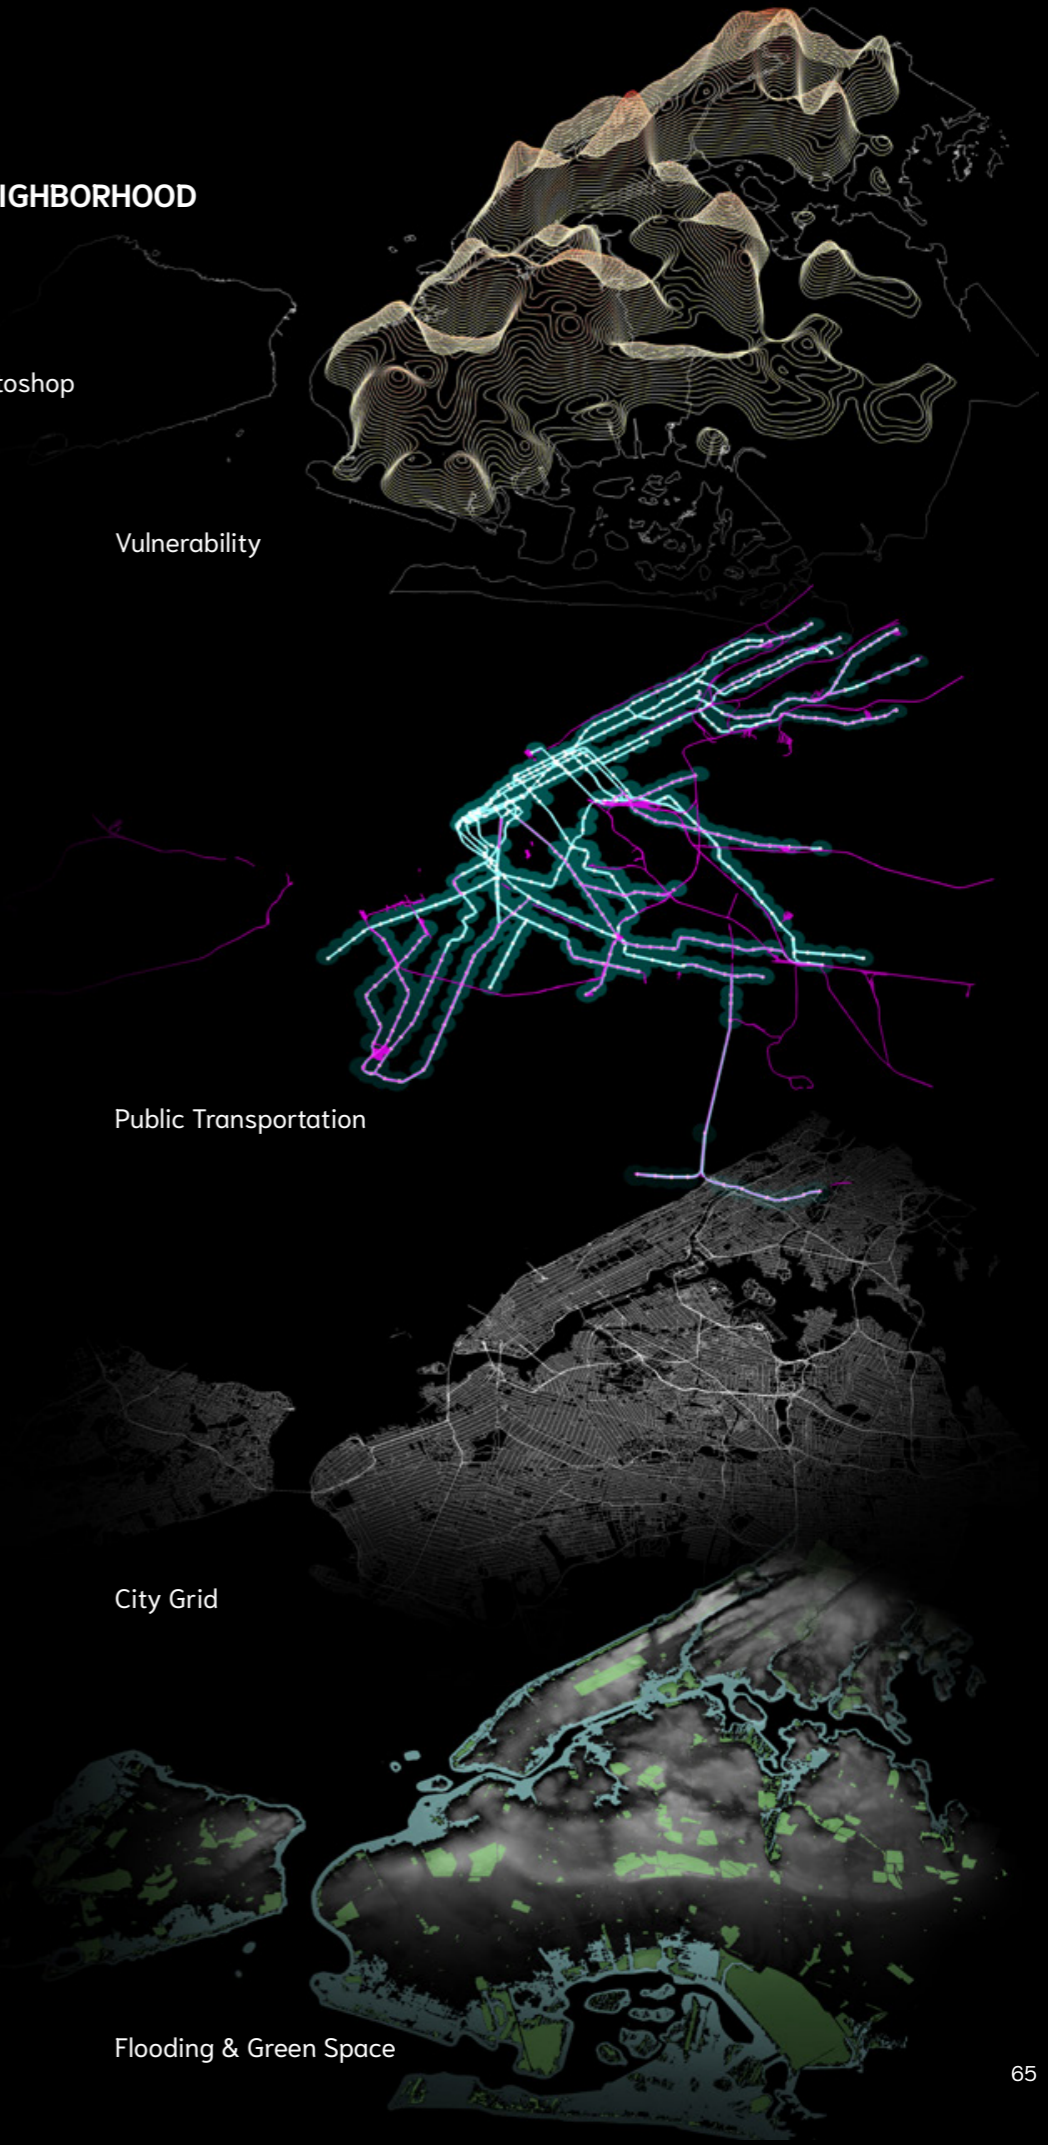 IGHBORHOOD
toshop
Vulnerability
Public Transportation
City Grid
Flooding & Green Space
65